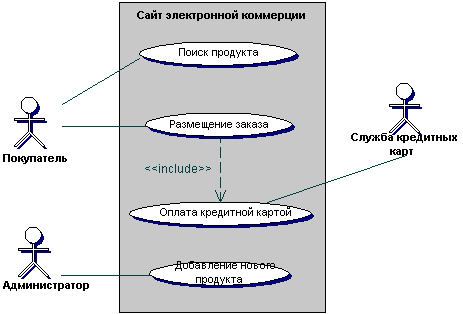 Сайт электронной коммерции
Поиск продукта
Размещение заказа
Покупатель
Служба кредитных
карт
<<include>>
Оплата кредитной картой
Добавление нового
продукта
Администратор